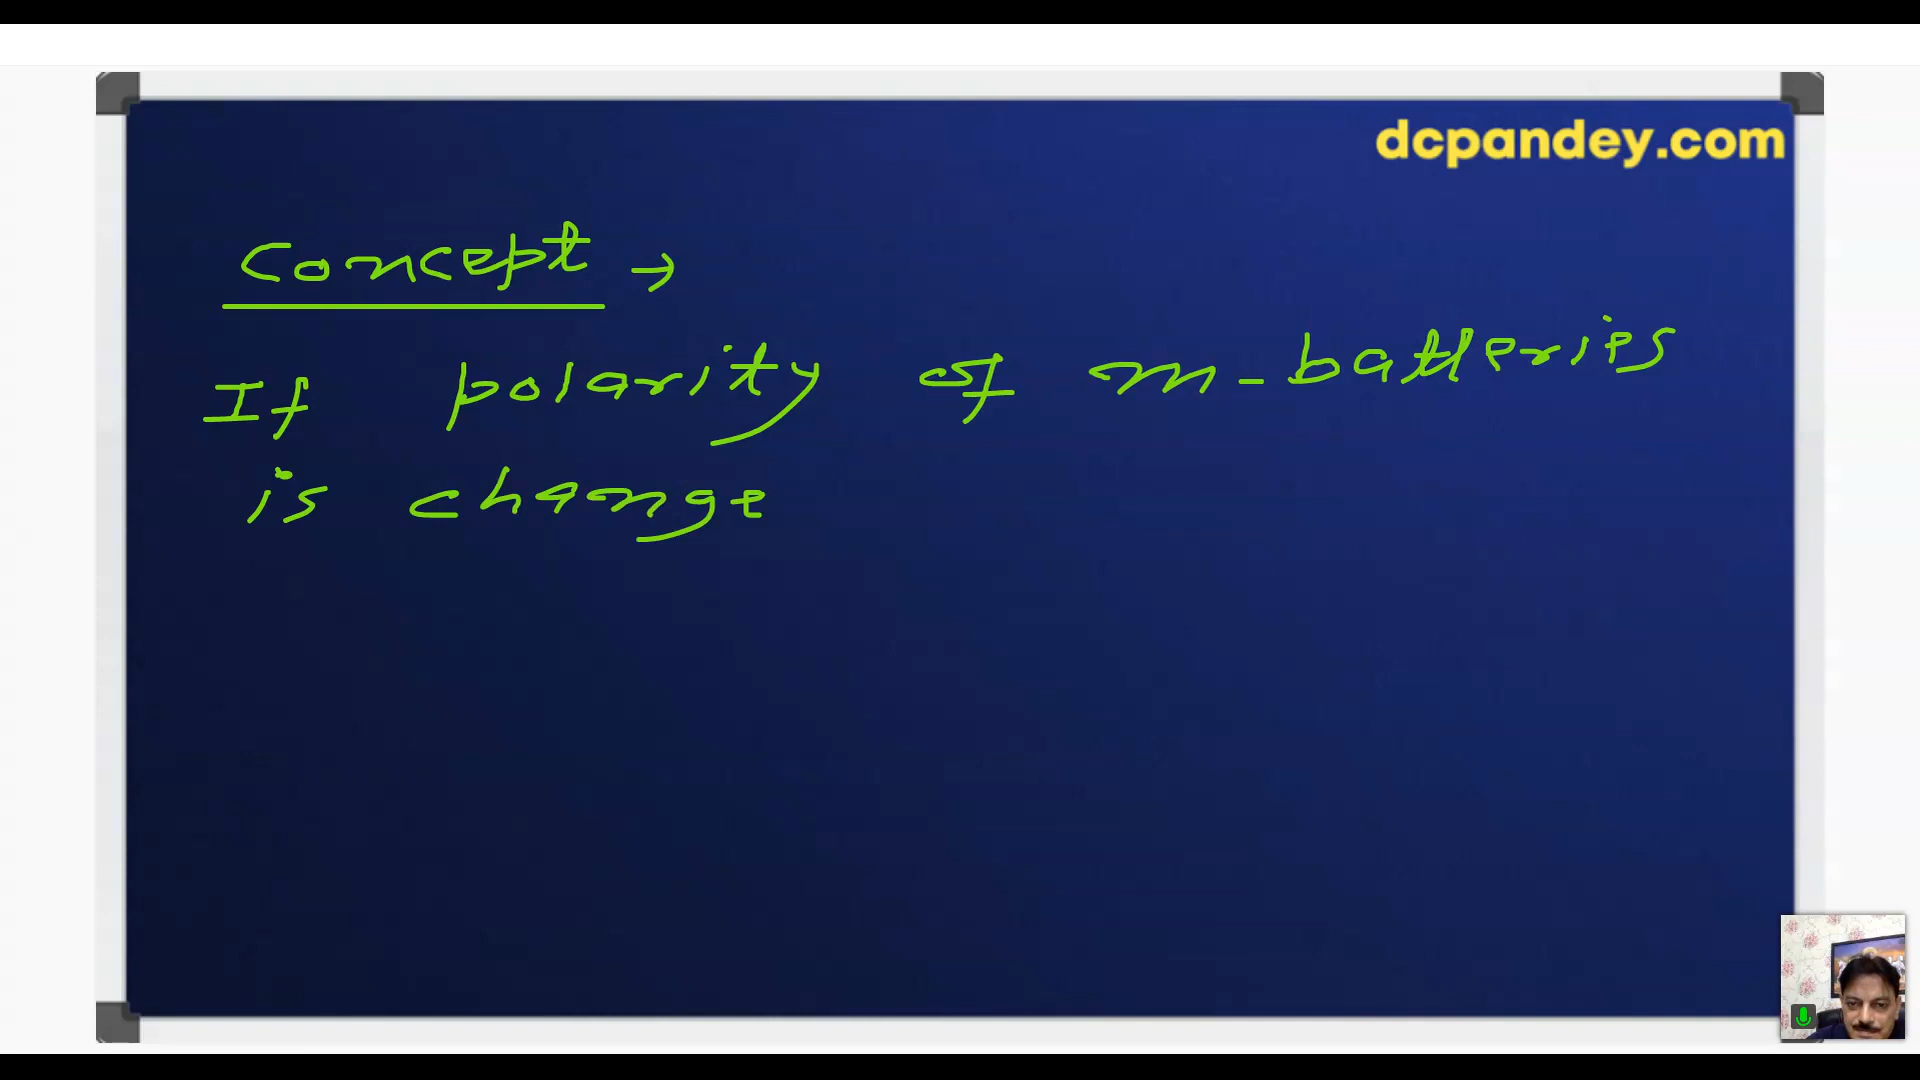 dcpandey.com
Concept →
If polarity of m-batteries
is change